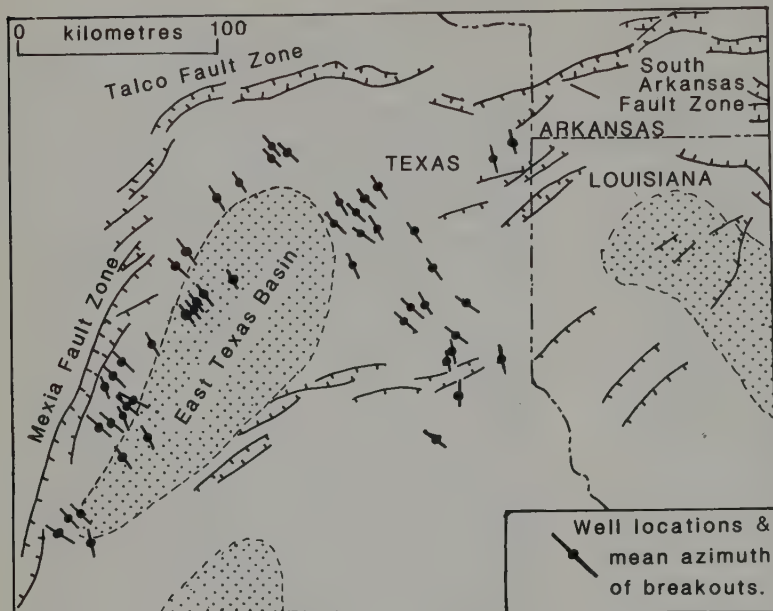 0 kilometres 100
Talco Fault Zone
South
Arkansas
Fault Zone
ARKANSAS
TEXAS
LOUISIANA
Mexia Fault Zone
East Texas Basin
Well locations &
mean azimuth
of breakouts.